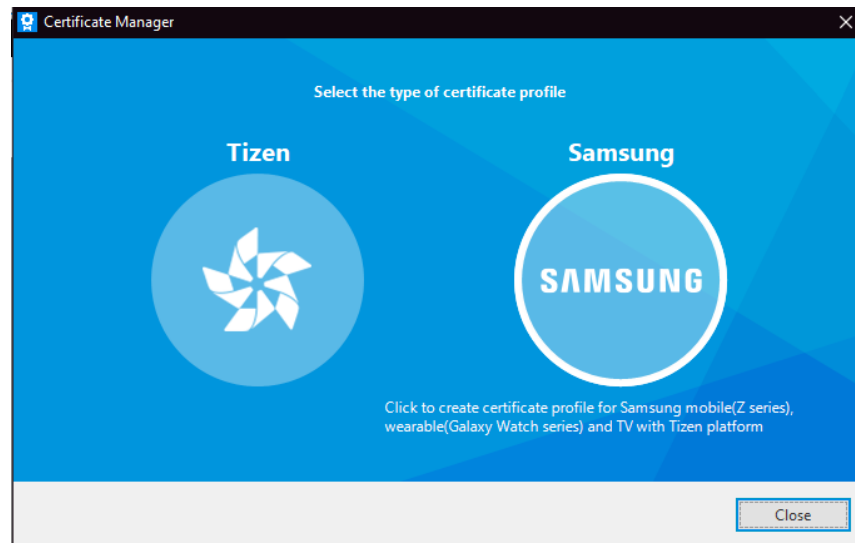 Certificate Manager
Select the type of certificate profile
Tizen
Samsung
SAMSUNG
Click to create certificate profile for Samsung mobile(Z series),
wearable(Galaxy Watch series) and TV with Tizen platform
Close